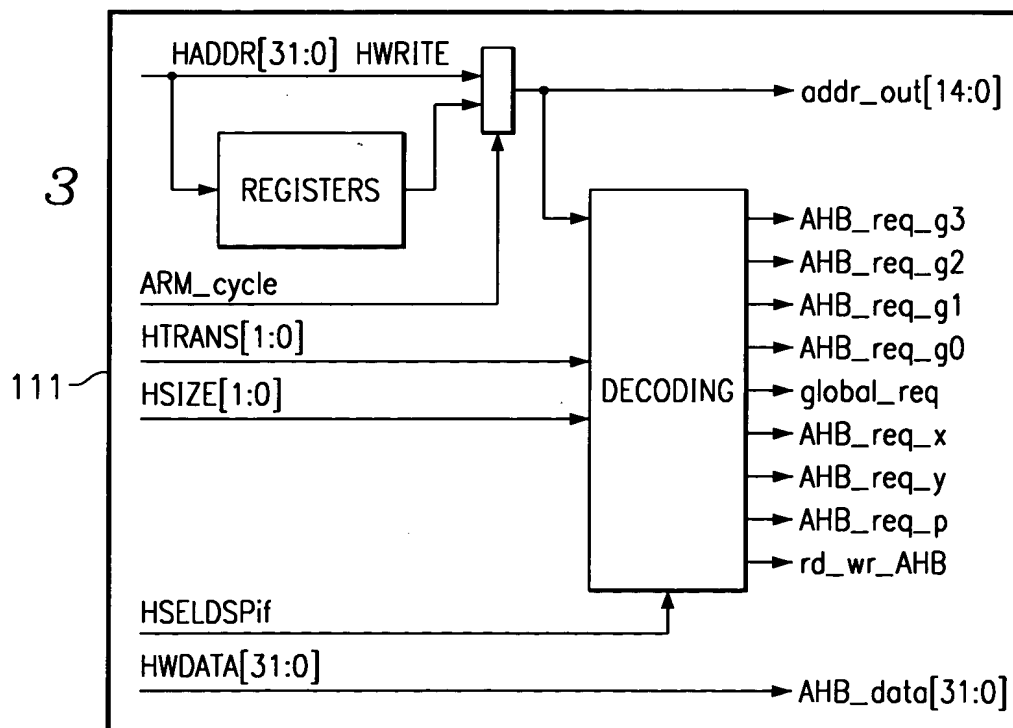 HADDR[31:0] HWRITE
addr_out[14:0]
3
REGISTERS
AHB_req_g3
AHB_req_g2
ARM_cycle
AHB_req_g1
HTRANS[1:0]
AHB_req_g0
111
HSIZE[1:0]
DECODING
global_req
AHB_req_x
AHB_req_y
AHB_req_p
rd_wr_AHB
HSELDSPif
HWDATA[31:0]
AHB_data[31:0]